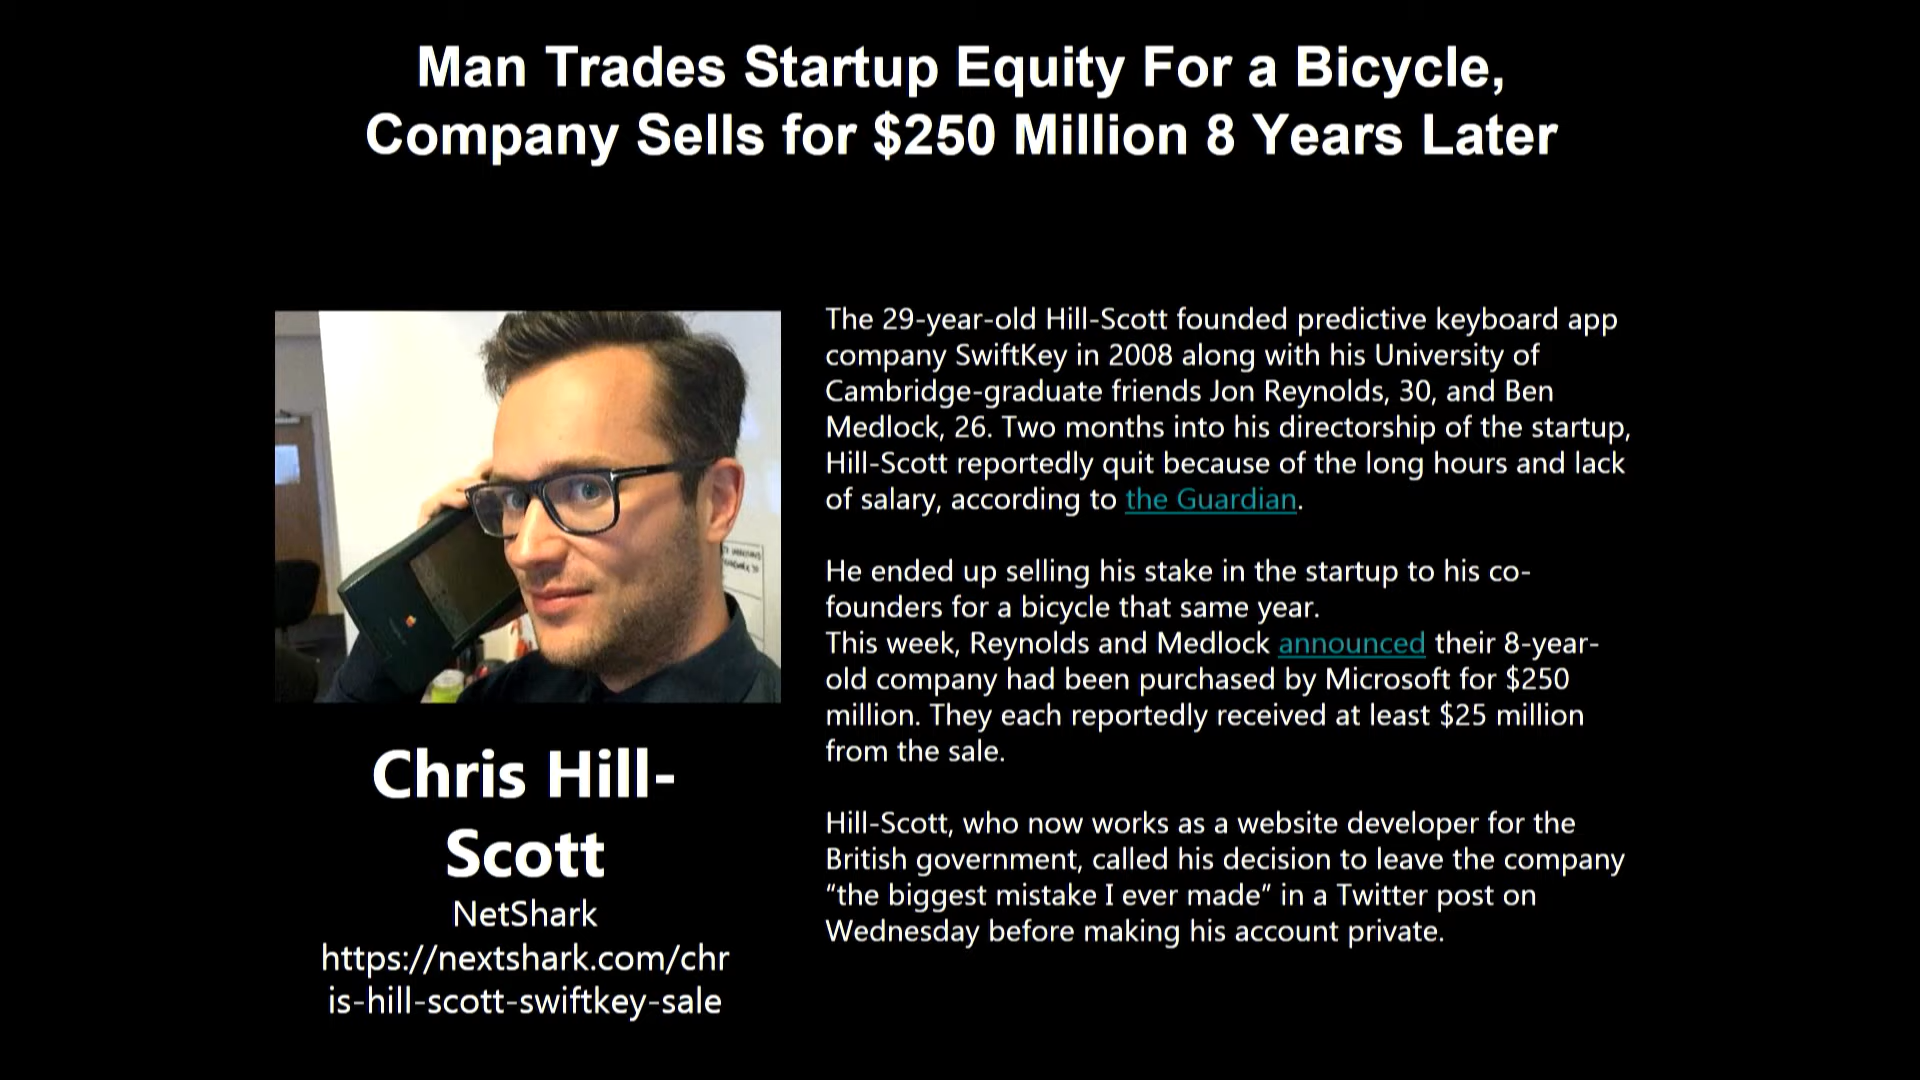 Man Trades Startup Equity For a Bicycle,
Company Sells for $250 Million 8 Years Later
The 29-year-old Hill-Scott founded predictive keyboard app
company SwiftKey in 2008 along with his University of
Cambridge-graduate friends Jon Reynolds, 30, and Ben
Medlock, 26. Two months into his directorship of the startup,
Hill-Scott reportedly quit because of the long hours and lack
of salary, according to the Guardian.
He ended up selling his stake in the startup to his co-
founders for a bicycle that same year.
This week, Reynolds and Medlock announced their 8-year-
old company had been purchased by Microsoft for $250
million. They each reportedly received at least $25 million
from the sale.
Hill-Scott, who now works as a website developer for the
British government, called his decision to leave the company
“the biggest mistake I ever made” in a Twitter post on
Wednesday before making his account private.
Chris Hill-
Scott
NetShark
https://nextshark.com/chr
is-hill-scott-swiftkey-sale